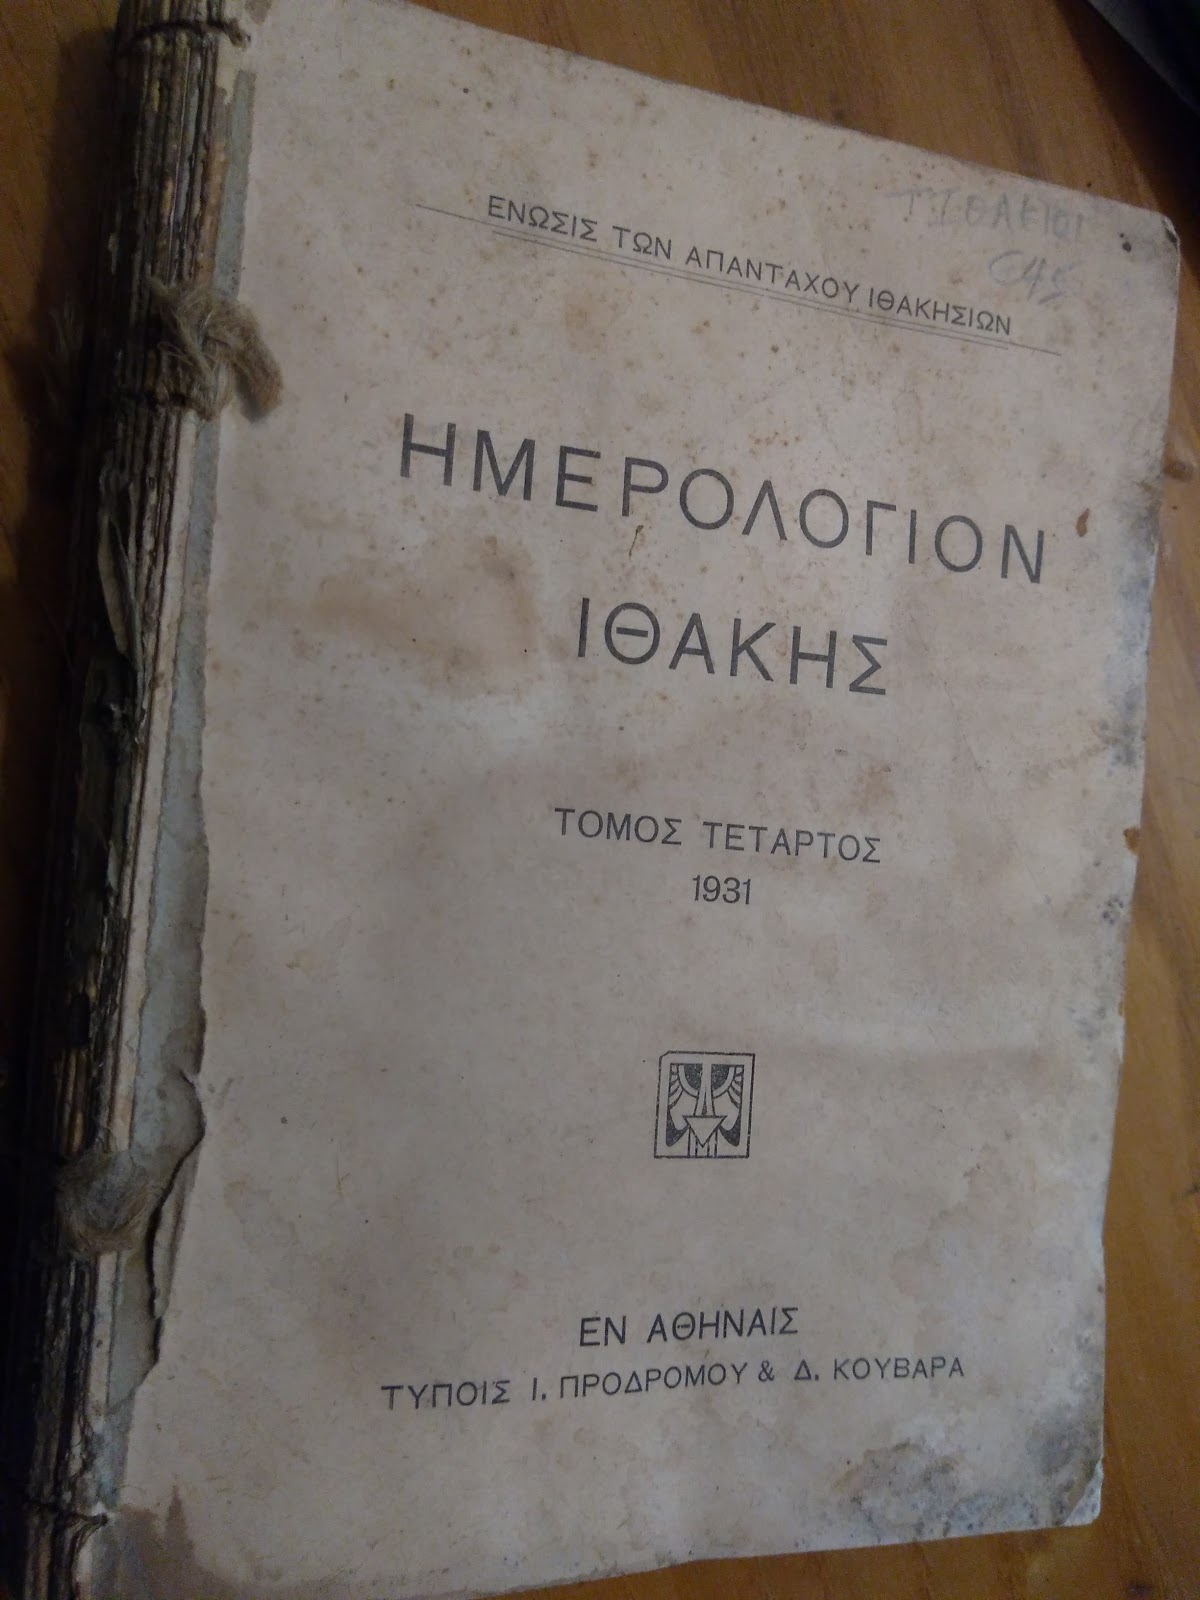 ΕΝΩΣΙΣ ΤΩΝ ΑΠΑΝΤΑΧΟΥ ΙΘΑΚΗΣΙΩΝ
ΗΜΕΡΟΛΟΓΙΟΝ
ΙΘΑΚΗΣ
ΤΟΜΟΣ ΤΕΤΑΡΤΟΣ
1931
ΕΝ ΑΘΗΝΑΙΣ
ΤΥΠΟΙΣ Ι. ΠΡΟΔΡΟΜΟΥ & Δ. ΚΟΥΒΑΡΑ